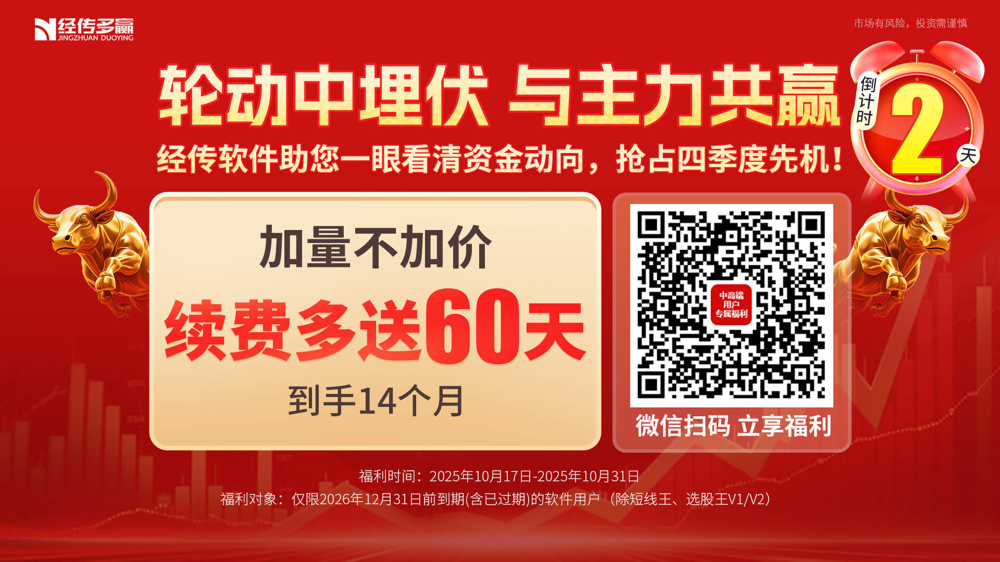 经传多赢
JINGZHUAN DUOYING
市场有风险，投资需谨慎
轮动中埋伏 与主力共赢
倒计时
2
天
经传软件助您一眼看清资金动向，抢占四季度先机！
加量不加价
续费多送60天
到手14个月
中高端
用户
专属福利
微信扫码 立享福利
福利时间：2025年10月17日-2025年10月31日
福利对象：仅限2026年12月31日前到期(含已过期)的软件用户（除短线王、选股王V1/V2）